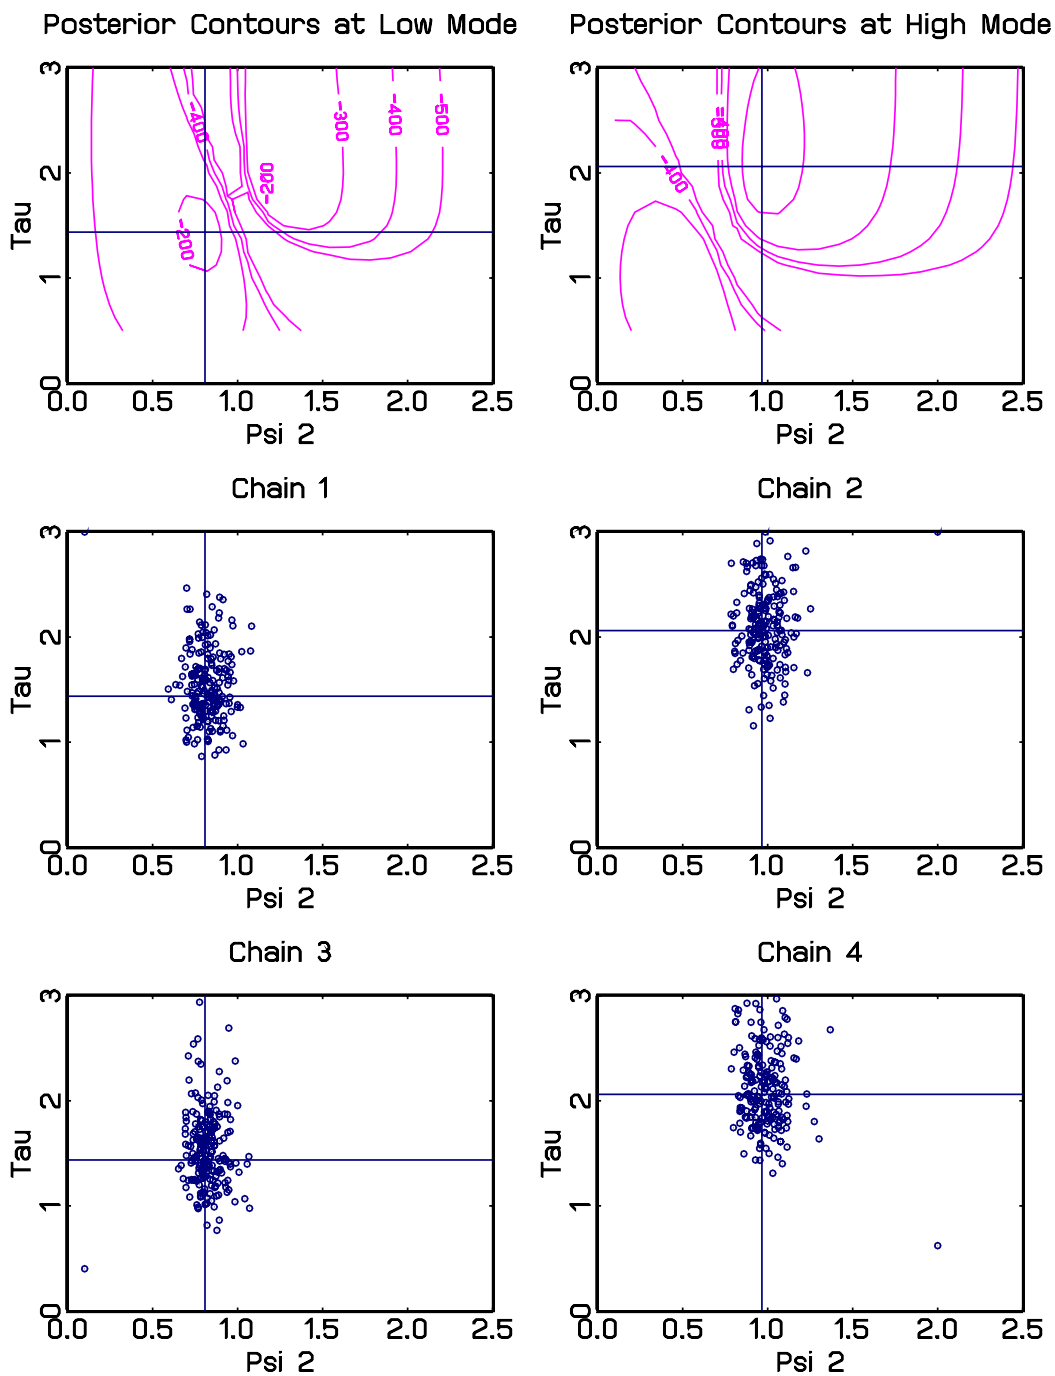 Posterior Contours at Low Mode
Posterior Contours at High Mode
Tau
3
2
1
0
-400
-200
-200
-300
-400
-500
0.0 0.5 1.0 1.5 2.0 2.5
Psi 2
Tau
3
2
1
0
-400
0.0 0.5 1.0 1.5 2.0 2.5
Psi 2
Chain 1
Tau
3
2
1
0
0.0 0.5 1.0 1.5 2.0 2.5
Psi 2
Chain 2
Tau
3
2
1
0
0.0 0.5 1.0 1.5 2.0 2.5
Psi 2
Chain 3
Tau
3
2
1
0
0.0 0.5 1.0 1.5 2.0 2.5
Psi 2
Chain 4
Tau
3
2
1
0
0.0 0.5 1.0 1.5 2.0 2.5
Psi 2